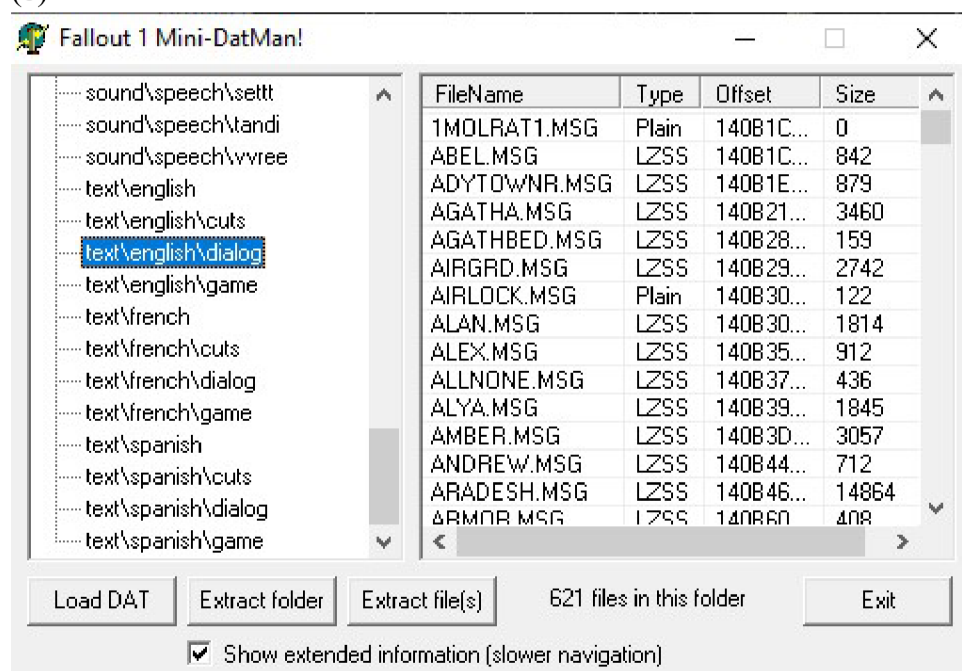 Fallout 1 Mini-DatMan!
sound\speech\settt
sound\speech\tandi
sound\speech\vvree
text\english
text\english\cuts
text\english\dialog
text\english\game
text\french
text\french\cuts
text\french\dialog
text\french\game
text\spanish
text\spanish\cuts
text\spanish\dialog
text\spanish\game
FileName Type Offset Size
1MOLRAT1.MSG Plain 140B1C... 0
ABEL.MSG LZSS 140B1C... 842
ADYTOWNR.MSG LZSS 140B1E... 879
AGATHA.MSG LZSS 140B21... 3460
AGATHBED.MSG LZSS 140B28... 159
AIRGRD.MSG LZSS 140B29... 2742
AIRLOCK.MSG Plain 140B30... 122
ALAN.MSG LZSS 140B30... 1814
ALEX.MSG LZSS 140B35... 912
ALLNONE.MSG LZSS 140B37... 436
ALYA.MSG LZSS 140B39... 1845
AMBER.MSG LZSS 140B3D... 3057
ANDREW.MSG LZSS 140B44... 712
ARADESH.MSG LZSS 140B46... 14864
ARMOR.MSG LZSS 140B60... 408
Load DAT Extract folder Extract file(s) 621 files in this folder Exit
Show extended information (slower navigation)